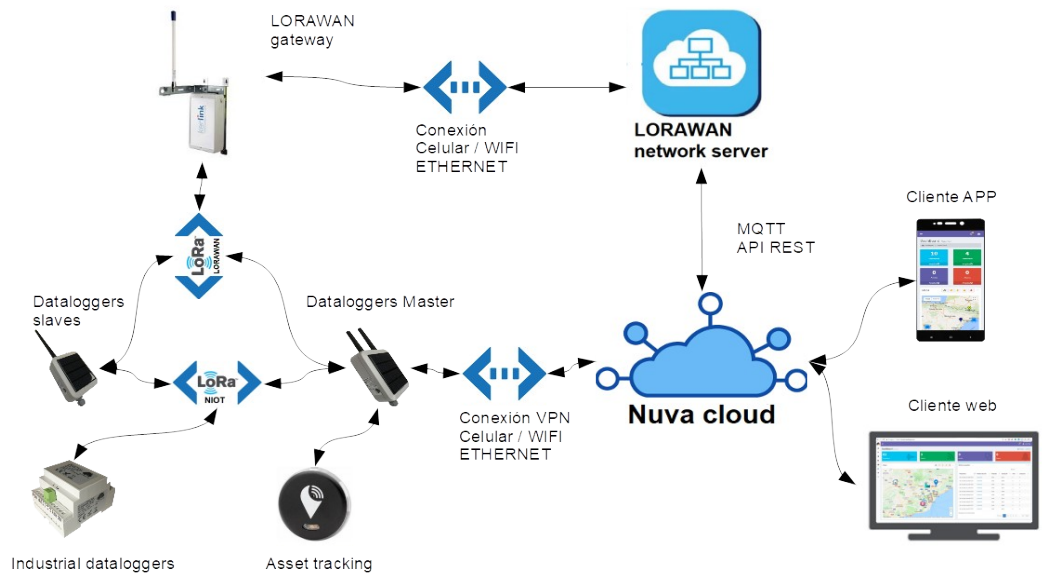 LORAWAN
gateway
Conexión
Celular / WIFI
ETHERNET
LORAWAN
network server
MQTT
API REST
Cliente APP
LoRa
LORAWAN
Dataloggers
slaves
Dataloggers Master
LoRa
NIOT
Conexión VPN
Celular / WIFI
ETHERNET
Nuva cloud
Cliente web
Industrial dataloggers
Asset tracking